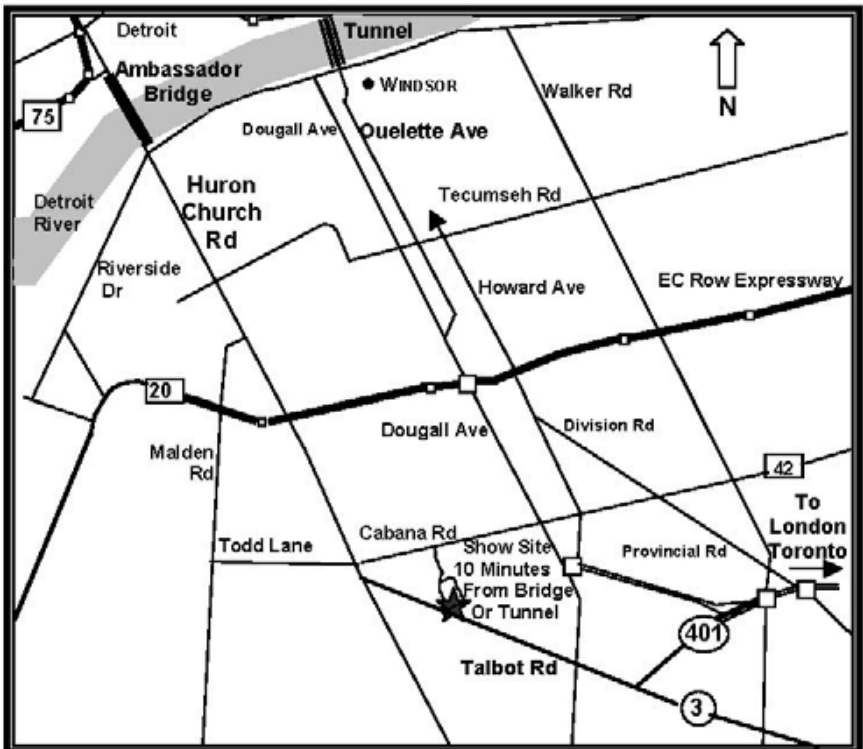 Detroit
Tunnel
Ambassador
Bridge
WINDSOR
Walker Rd
N
75
Dougall Ave
Ouelette Ave
Huron
Church
Rd
Tecumseh Rd
Detroit
River
Riverside
Dr
Howard Ave
EC Row Expressway
20
Dougall Ave
Division Rd
Malden
Rd
42
To
London
Toronto
Cabana Rd
Todd Lane
Show Site
10 Minutes
From Bridge
Or Tunnel
Provincial Rd
401
Talbot Rd
3